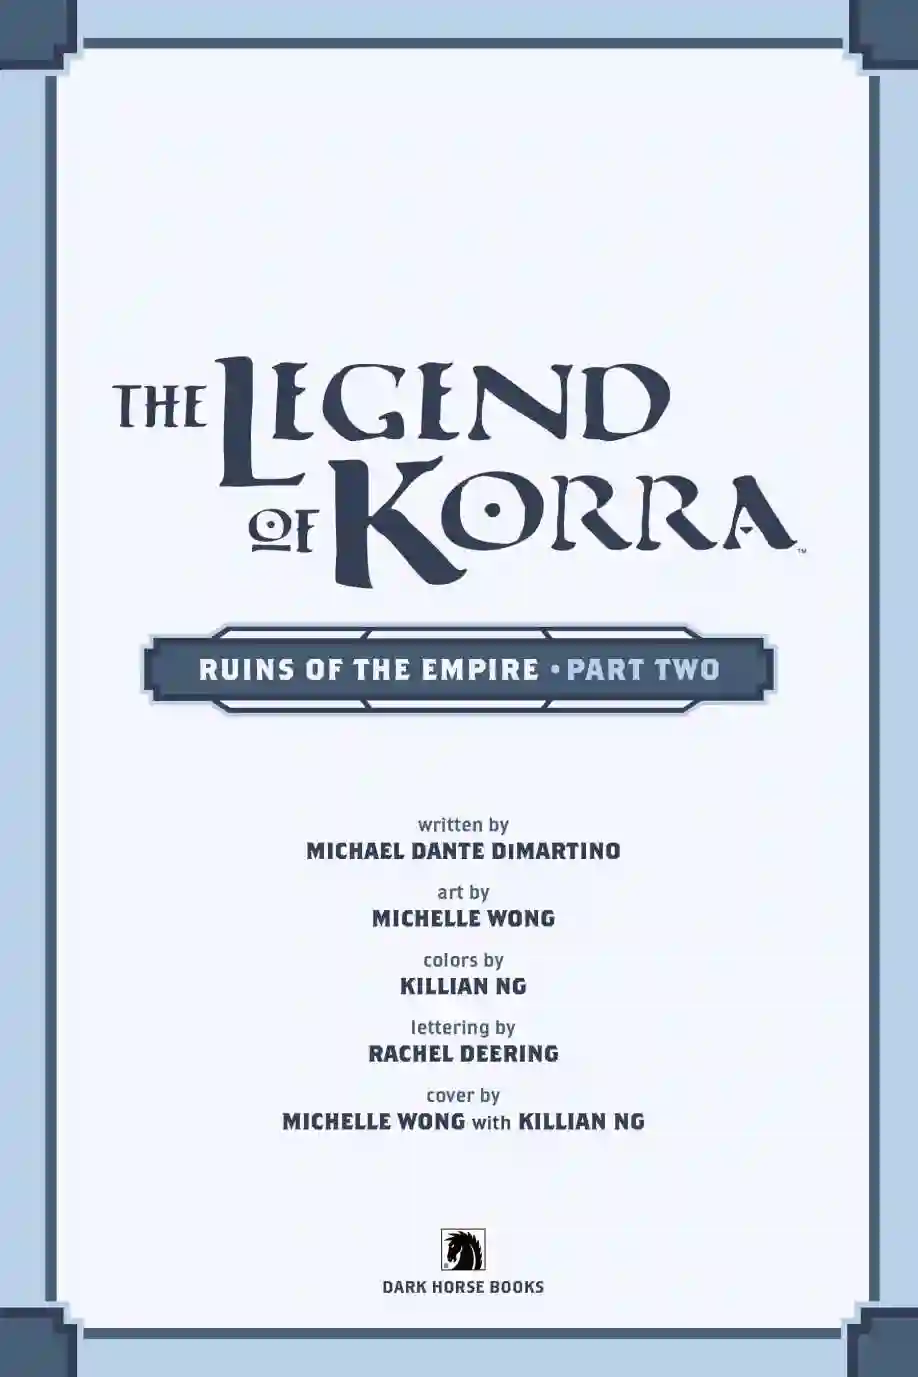 THE LEGEND
OF KORRA™
RUINS OF THE EMPIRE • PART TWO
written by
MICHAEL DANTE DiMARTINO
art by
MICHELLE WONG
colors by
KILLIAN NG
lettering by
RACHEL DEERING
cover by
MICHELLE WONG with KILLIAN NG
DARK HORSE BOOKS